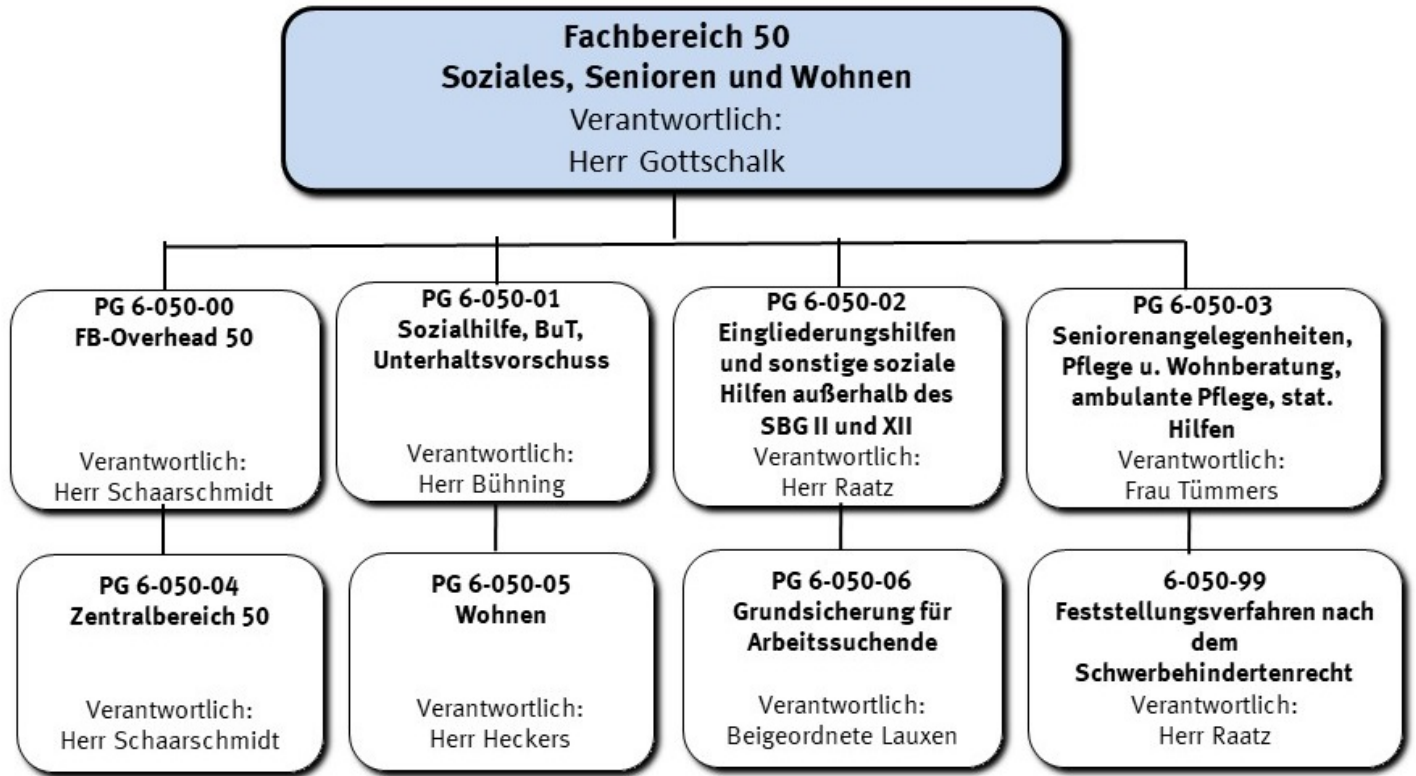 Fachbereich 50
Soziales, Senioren und Wohnen
Verantwortlich:
Herr Gottschalk
PG 6-050-00
FB-Overhead 50
Verantwortlich:
Herr Schaarschmidt
PG 6-050-01
Sozialhilfe, BuT,
Unterhaltsvorschuss
Verantwortlich:
Herr Bühning
PG 6-050-02
Eingliederungshilfen
und sonstige soziale
Hilfen außerhalb des
SBG II und XII
Verantwortlich:
Herr Raatz
PG 6-050-03
Seniorenangelegenheiten,
Pflege u. Wohnberatung,
ambulante Pflege, stat.
Hilfen
Verantwortlich:
Frau Tümmers
PG 6-050-04
Zentralbereich 50
Verantwortlich:
Herr Schaarschmidt
PG 6-050-05
Wohnen
Verantwortlich:
Herr Heckers
PG 6-050-06
Grundsicherung für
Arbeitssuchende
Verantwortlich:
Beigeordnete Lauxen
6-050-99
Feststellungsverfahren nach
dem
Schwerbehindertenrecht
Verantwortlich:
Herr Raatz